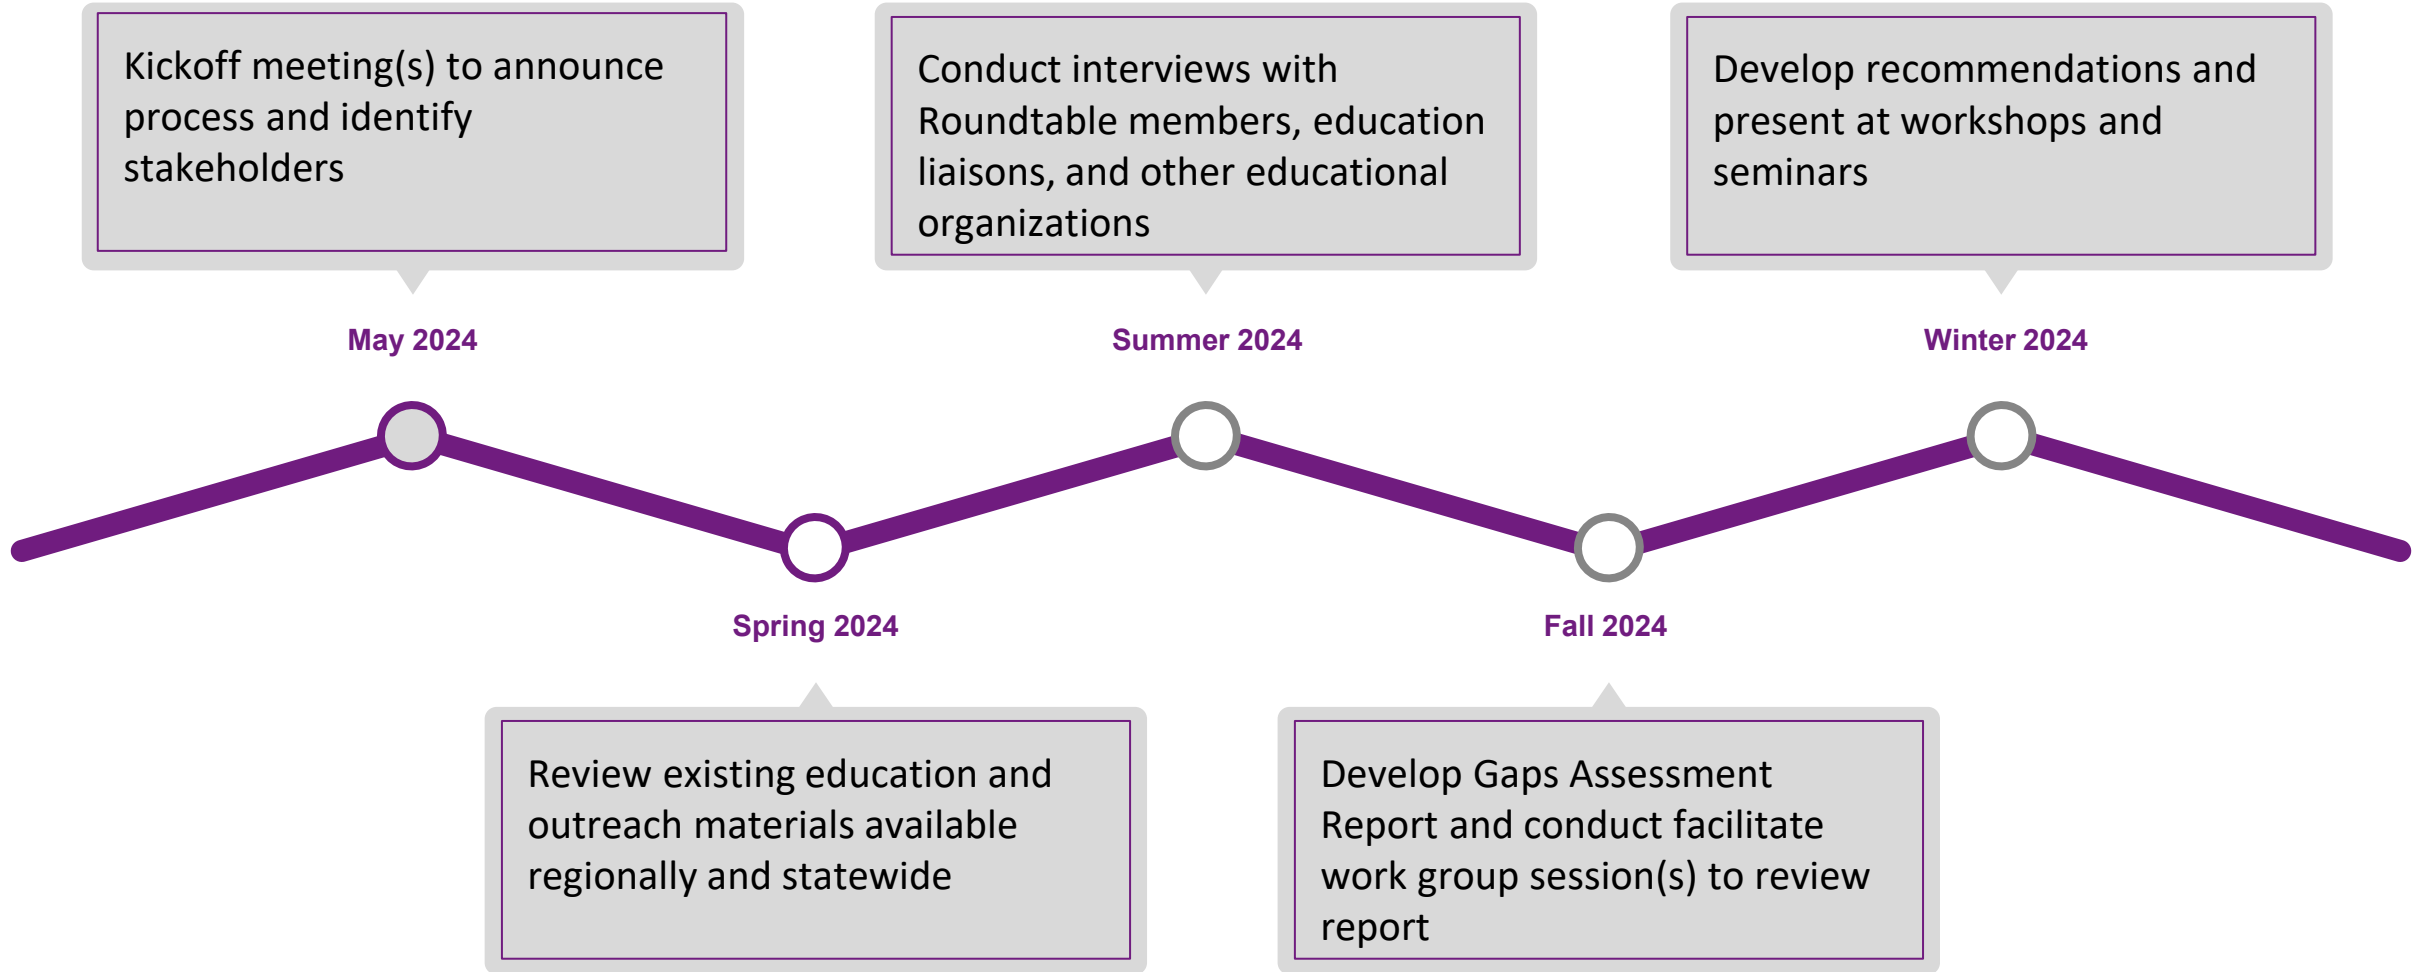 Kickoff meeting(s) to announce
process and identify
stakeholders
May 2024
Review existing education and
outreach materials available
regionally and statewide
Spring 2024
Conduct interviews with
Roundtable members, education
liaisons, and other educational
organizations
Summer 2024
Develop Gaps Assessment
Report and conduct facilitate
work group session(s) to review
report
Fall 2024
Develop recommendations and
present at workshops and
seminars
Winter 2024